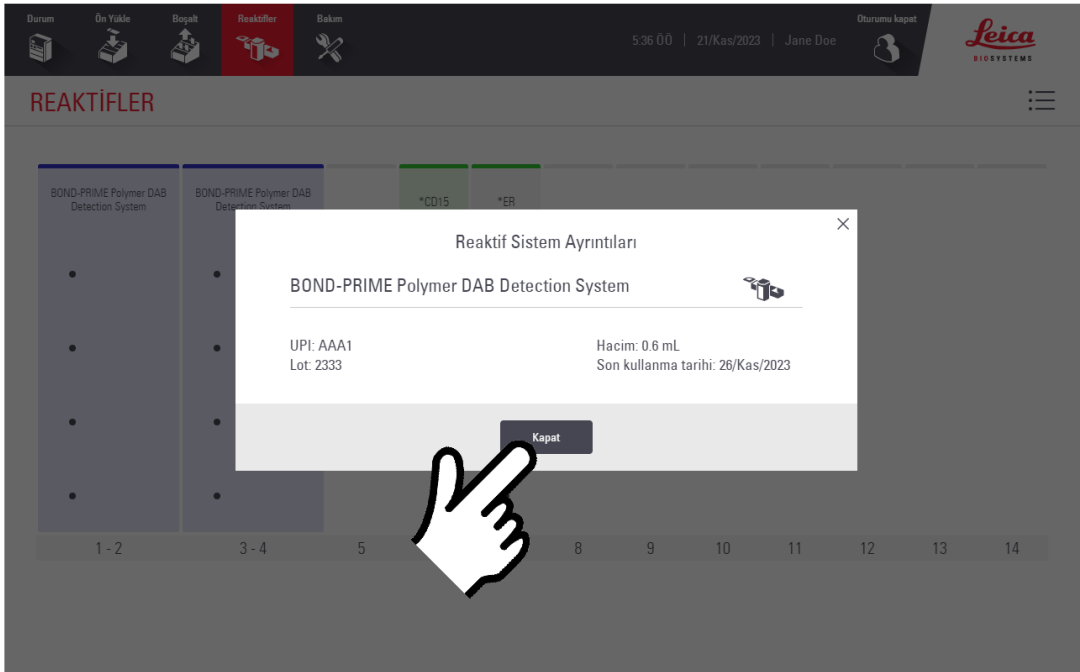 Durum
Ön Yükle
Boşalt
Reaktifler
Bakım
5:36 ÖÖ | 21/Kas/2023 | Jane Doe
Oturumu kapat
Leica
BIOSYSTEMS
REAKTİFLER
BOND-PRIME Polymer DAB
Detection System
BOND-PRIME Polymer DAB
Detection System
*CD15
*ER
Reaktif Sistem Ayrıntıları
BOND-PRIME Polymer DAB Detection System
UPI: AAA1
Hacim: 0.6 mL
Lot: 2333
Son kullanma tarihi: 26/Kas/2023
Kapat
1 - 2
3 - 4
5
8
9
10
11
12
13
14